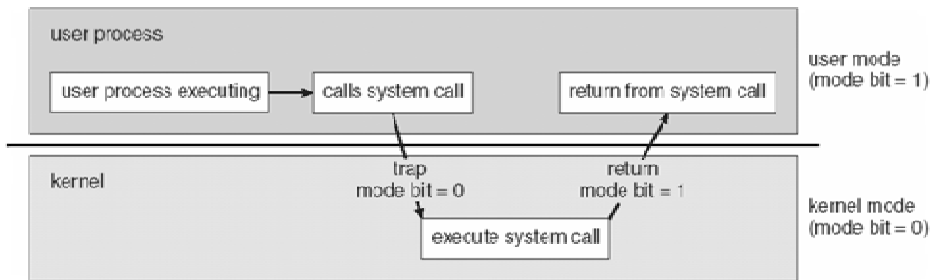 user process
user process executing
calls system call
return from system call
user mode
(mode bit = 1)
trap
mode bit = 0
return
mode bit = 1
kernel
execute system call
kernel mode
(mode bit = 0)